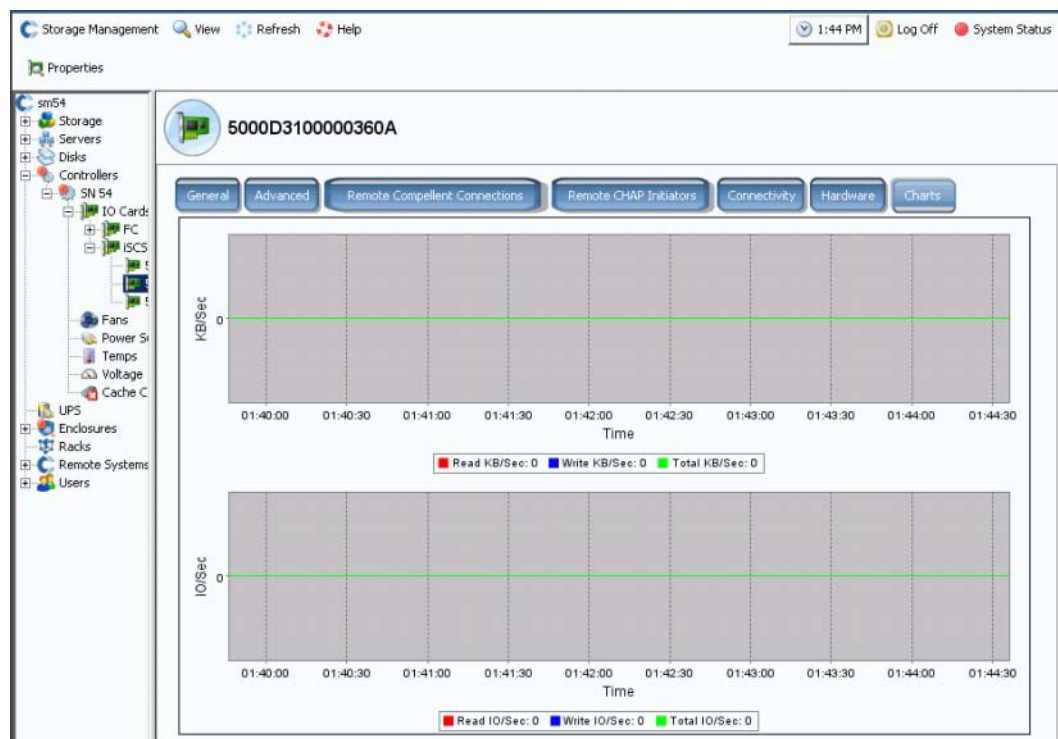 Storage Management View Refresh Help 1:44 PM Log Off System Status
Properties
sm54
Storage
Servers
Disks
Controllers
SN 54
IO Cards
FC
iSCS
5
5
5
Fans
Power S
Temps
Voltage
Cache C
UPS
Enclosures
Racks
Remote Systems
Users
5000D3100000360A
General Advanced Remote Compellent Connections Remote CHAP Initiators Connectivity Hardware Charts
KB/Sec
0
01:40:00 01:40:30 01:41:00 01:41:30 01:42:00 01:42:30 01:43:00 01:43:30 01:44:00 01:44:30
Time
Read KB/Sec: 0 Write KB/Sec: 0 Total KB/Sec: 0
IO/Sec
0
01:40:00 01:40:30 01:41:00 01:41:30 01:42:00 01:42:30 01:43:00 01:43:30 01:44:00 01:44:30
Time
Read IO/Sec: 0 Write IO/Sec: 0 Total IO/Sec: 0